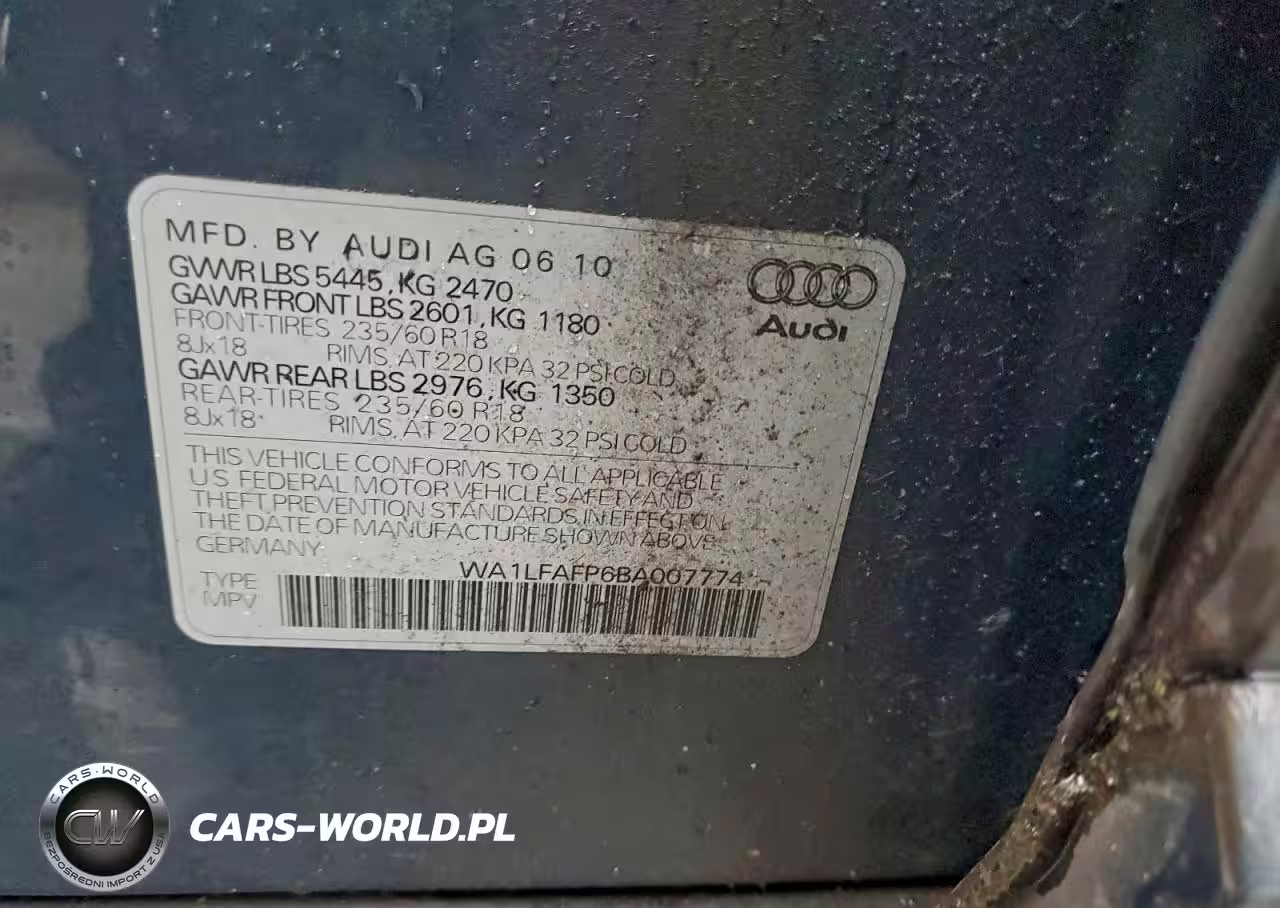 MFD. BY AUDI AG 06 10
GVWR LBS 5445, KG 2470
GAWR FRONT LBS 2601, KG 1180
FRONT-TIRES 235/60 R18
8Jx18 RIMS, AT 220 KPA 32 PSI COLD
GAWR REAR LBS 2976, KG 1350
REAR-TIRES 235/60 R18
8Jx18 RIMS, AT 220 KPA 32 PSI COLD
Audi
THIS VEHICLE CONFORMS TO ALL APPLICABLE
U.S. FEDERAL MOTOR VEHICLE SAFETY AND
THEFT PREVENTION STANDARDS IN EFFECT ON
THE DATE OF MANUFACTURE SHOWN ABOVE
GERMANY
WA1LFAFP6BA007774
TYPE
MPV
CARS-WORLD
CW
BEZPOŚREDNI IMPORT Z USA
CARS-WORLD.PL